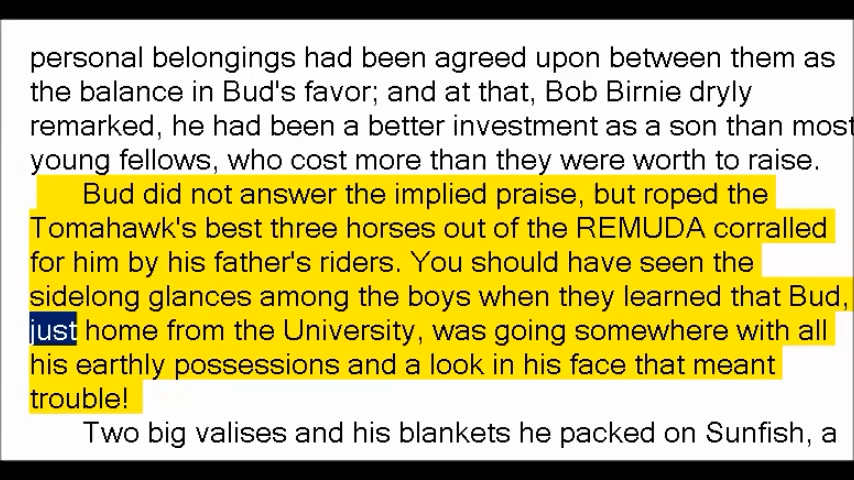 personal belongings had been agreed upon between them as
the balance in Bud's favor; and at that, Bob Birnie dryly
remarked, he had been a better investment as a son than most
young fellows, who cost more than they were worth to raise.
Bud did not answer the implied praise, but roped the
Tomahawk's best three horses out of the REMUDA corralled
for him by his father's riders. You should have seen the
sidelong glances among the boys when they learned that Bud,
just home from the University, was going somewhere with all
his earthly possessions and a look in his face that meant
trouble!
Two big valises and his blankets he packed on Sunfish, a